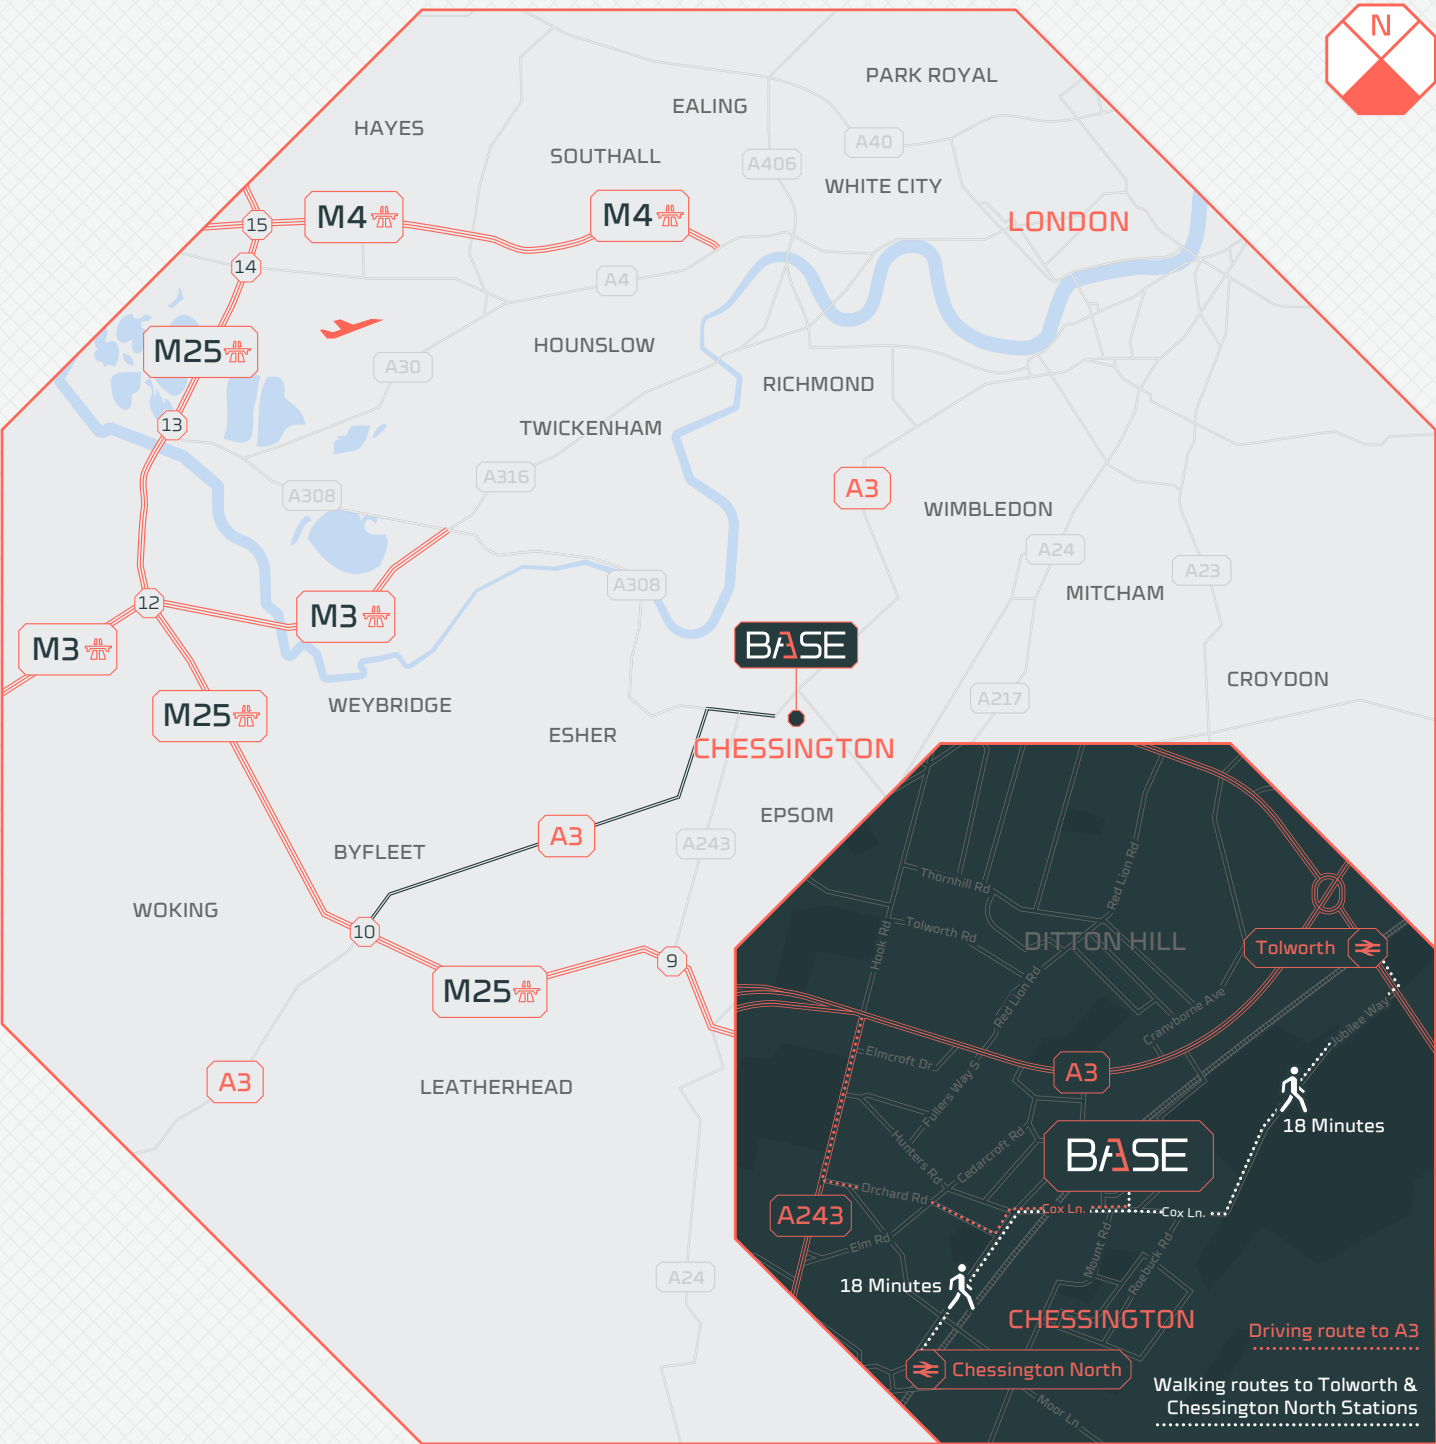 N
PARK ROYAL
EALING
HAYES
A40
SOUTHALL
A406
WHITE CITY
M4
M4
LONDON
15
14
A4
M25
HOUNSLOW
A30
RICHMOND
13
TWICKENHAM
A316
A3
A308
WIMBLEDON
A24
A23
A308
MITCHAM
12
M3
M3
BASE
CROYDON
A217
WEYBRIDGE
M25
ESHER
CHESSINGTON
EPSOM
A3
A243
BYFLEET
WOKING
10
9
M25
A3
LEATHERHEAD
A24
Thornhill Rd
Red Lion Rd
Tolworth Rd
Hook Rd
DITTON HILL
Tolworth
Red Lion Rd
Cranvborne Ave
Jubilee Way
Elmcroft Dr
A3
Fullers Way S
18 Minutes
Hunters Rd
Cedarcroft Rd
BASE
Orchard Rd
A243
Cox Ln.
Cox Ln.
Elm Rd
Mount Rd
Roebuck Rd
18 Minutes
CHESSINGTON
Driving route to A3
Chessington North
Walking routes to Tolworth &
Chessington North Stations
Moor Ln